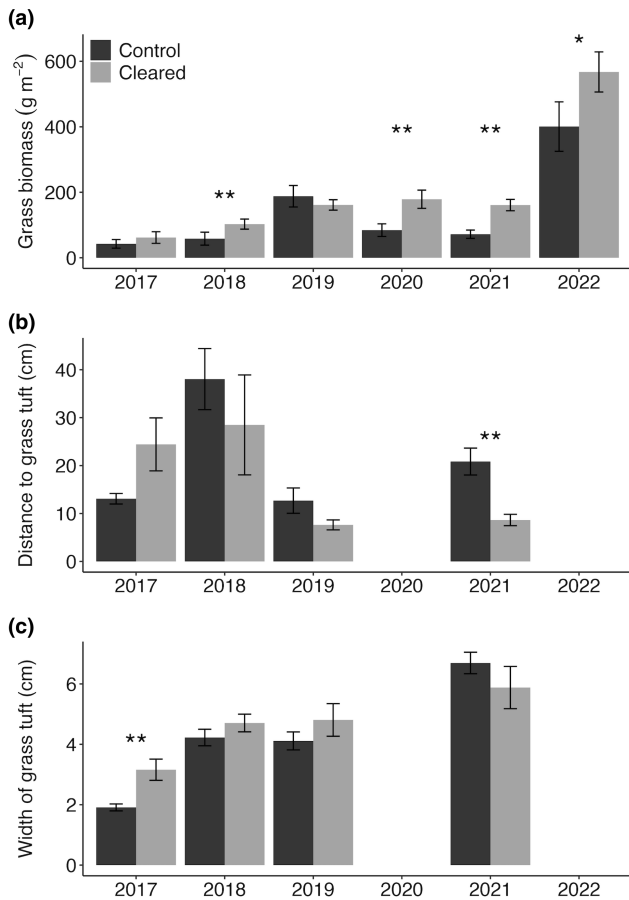 (a)
Grass biomass (g m⁻²)
Control
Cleared
600
400
200
0
**
**
**
*
2017 2018 2019 2020 2021 2022
(b)
Distance to grass tuft (cm)
40
30
20
10
0
**
2017 2018 2019 2020 2021 2022
(c)
Width of grass tuft (cm)
6
4
2
0
**
2017 2018 2019 2020 2021 2022